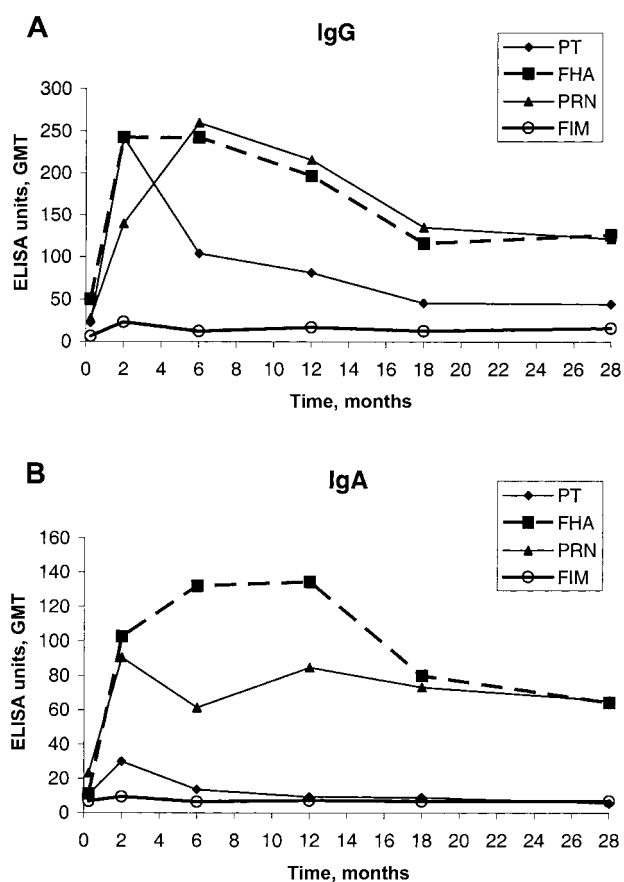 A
IgG
PT
FHA
PRN
FIM
ELISA units, GMT
300
250
200
150
100
50
0
0 2 4 6 8 10 12 14 16 18 20 22 24 26 28
Time, months
B
IgA
PT
FHA
PRN
FIM
ELISA units, GMT
160
140
120
100
80
60
40
20
0
0 2 4 6 8 10 12 14 16 18 20 22 24 26 28
Time, months